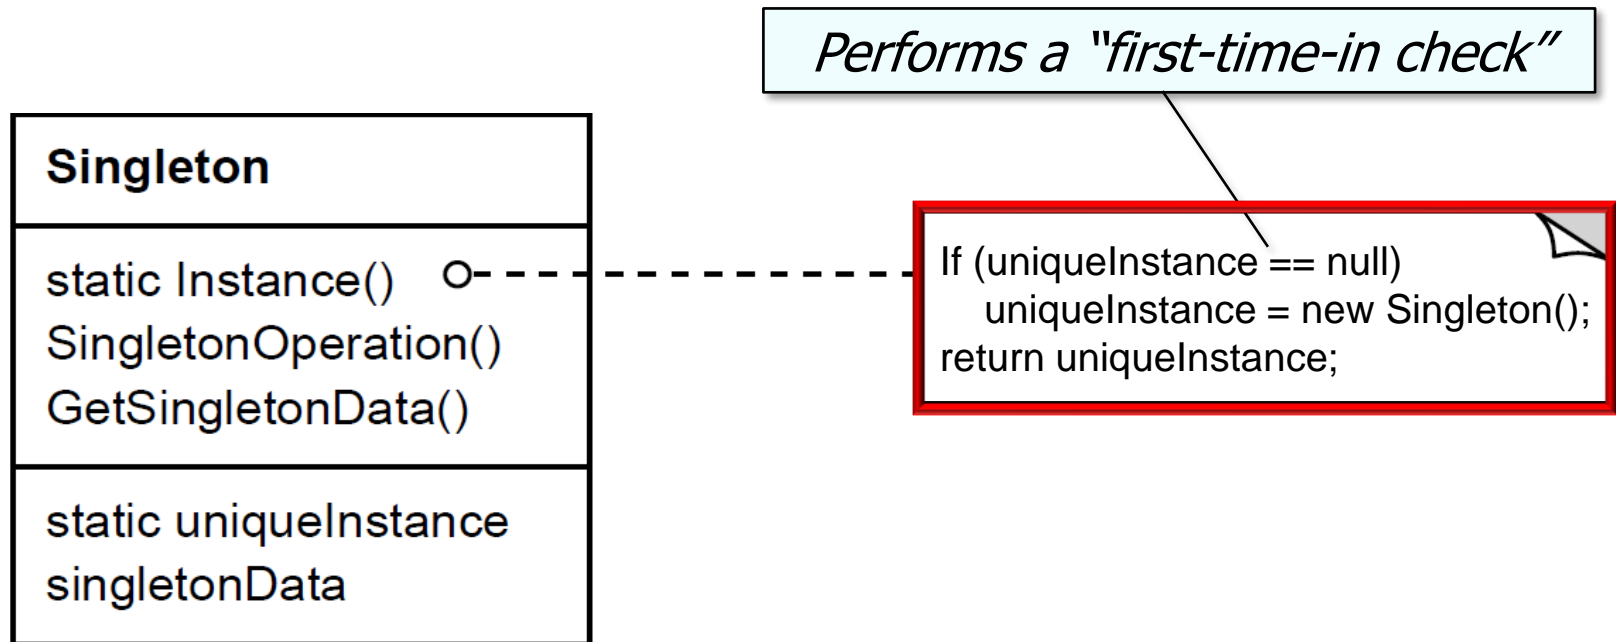 Performs a “first-time-in check”
Singleton
static Instance()
SingletonOperation()
GetSingletonData()
static uniqueInstance
singletonData
If (uniqueInstance == null)
uniqueInstance = new Singleton();
return uniqueInstance;